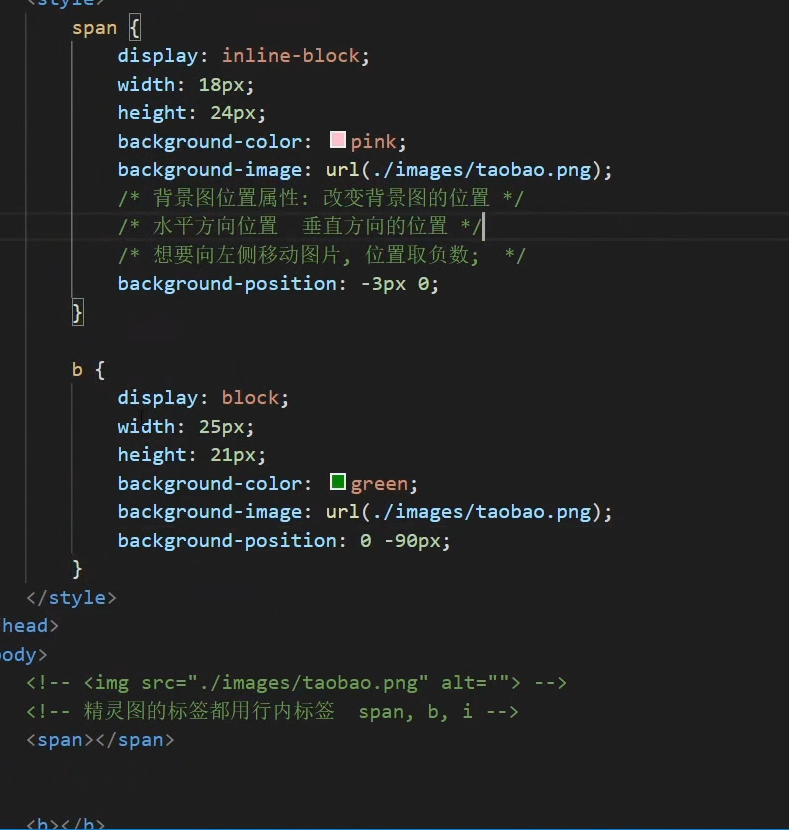 <style>
span {
display: inline-block;
width: 18px;
height: 24px;
background-color: pink;
background-image: url(./images/taobao.png);
/* 背景图位置属性: 改变背景图的位置 */
/* 水平方向位置  垂直方向的位置 */
/* 想要向左侧移动图片, 位置取负数;  */
background-position: -3px 0;
}
b {
display: block;
width: 25px;
height: 21px;
background-color: green;
background-image: url(./images/taobao.png);
background-position: 0 -90px;
}
</style>
head>
ody>
<!-- <img src="./images/taobao.png" alt=""> -->
<!-- 精灵图的标签都用行内标签  span, b, i -->
<span></span>
<b></b>